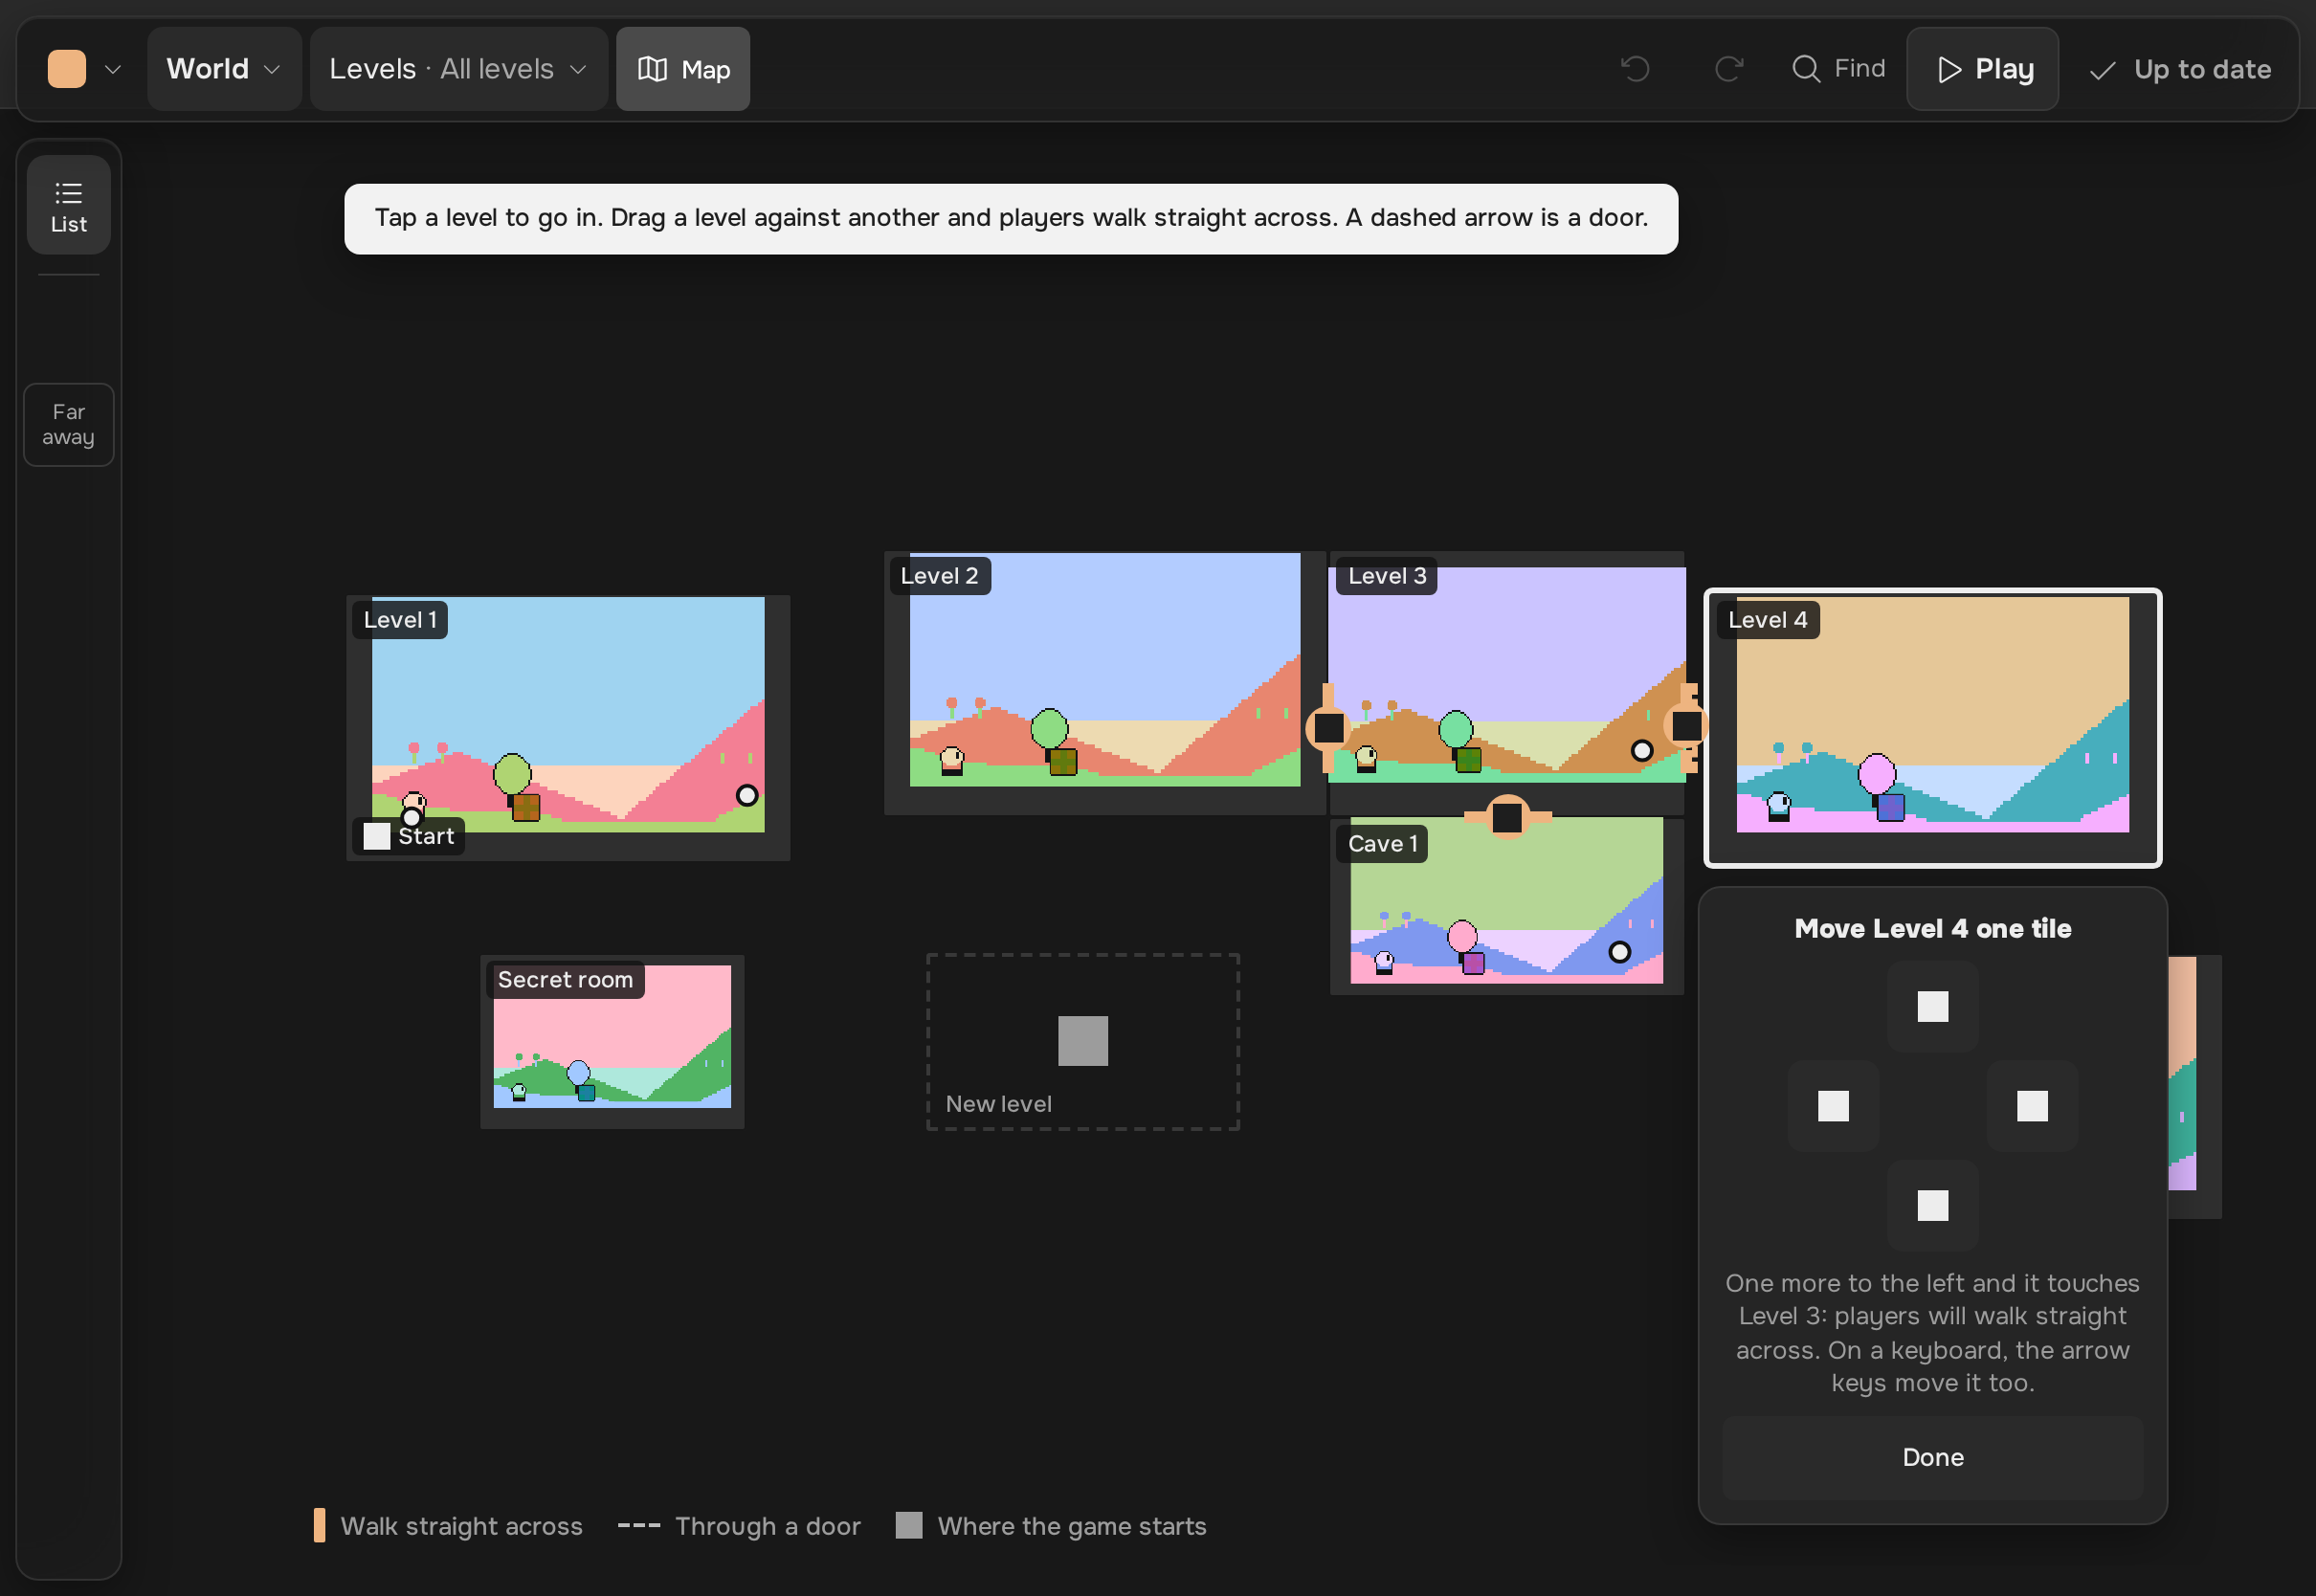 World
Levels · All levels
Map
Find
Play
Up to date
List
Far
away
Tap a level to go in. Drag a level against another and players walk straight across. A dashed arrow is a door.
Level 1
Start
Level 2
Level 3
Level 4
Cave 1
Secret room
New level
Move Level 4 one tile
One more to the left and it touches
Level 3: players will walk straight
across. On a keyboard, the arrow
keys move it too.
Done
Walk straight across
Through a door
Where the game starts